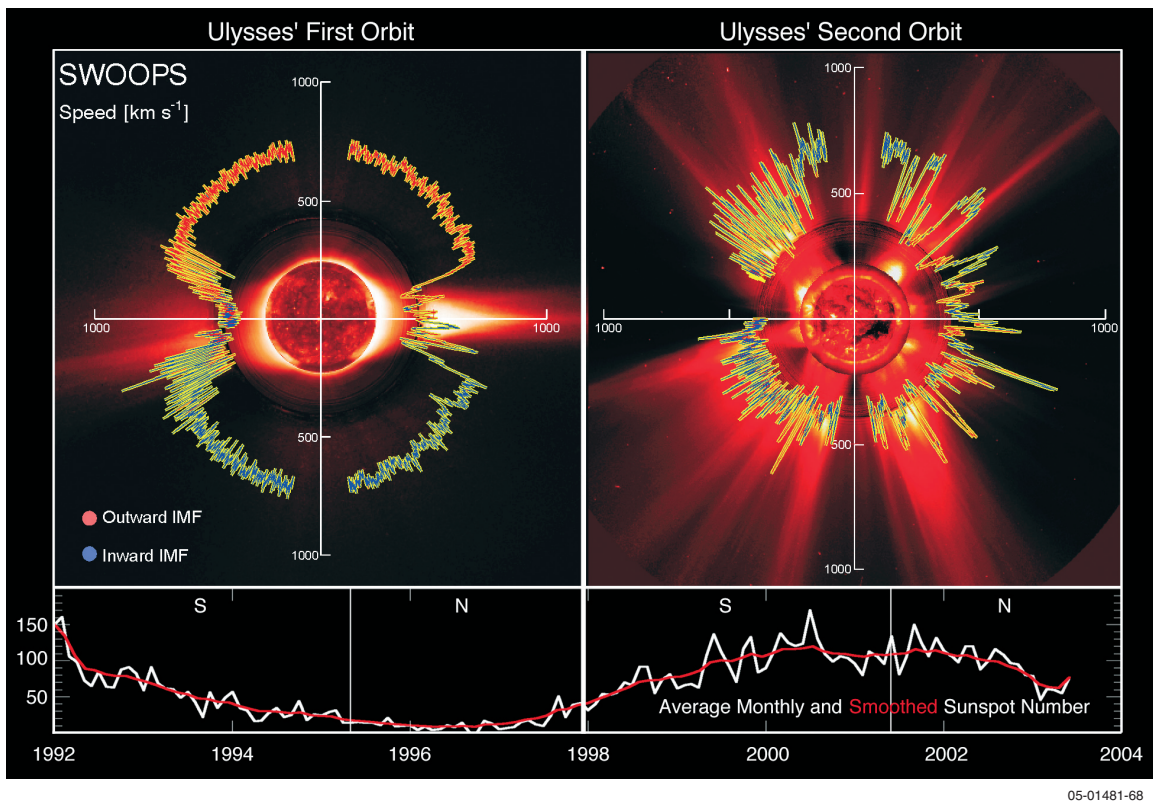 Ulysses' First Orbit
Ulysses' Second Orbit
SWOOPS
Speed [km s⁻¹]
1000
500
1000
1000
500
1000
1000
500
1000
1000
500
1000
Outward IMF
Inward IMF
S
N
S
N
150
100
50
Average Monthly and Smoothed Sunspot Number
1992
1994
1996
1998
2000
2002
2004
05-01481-68